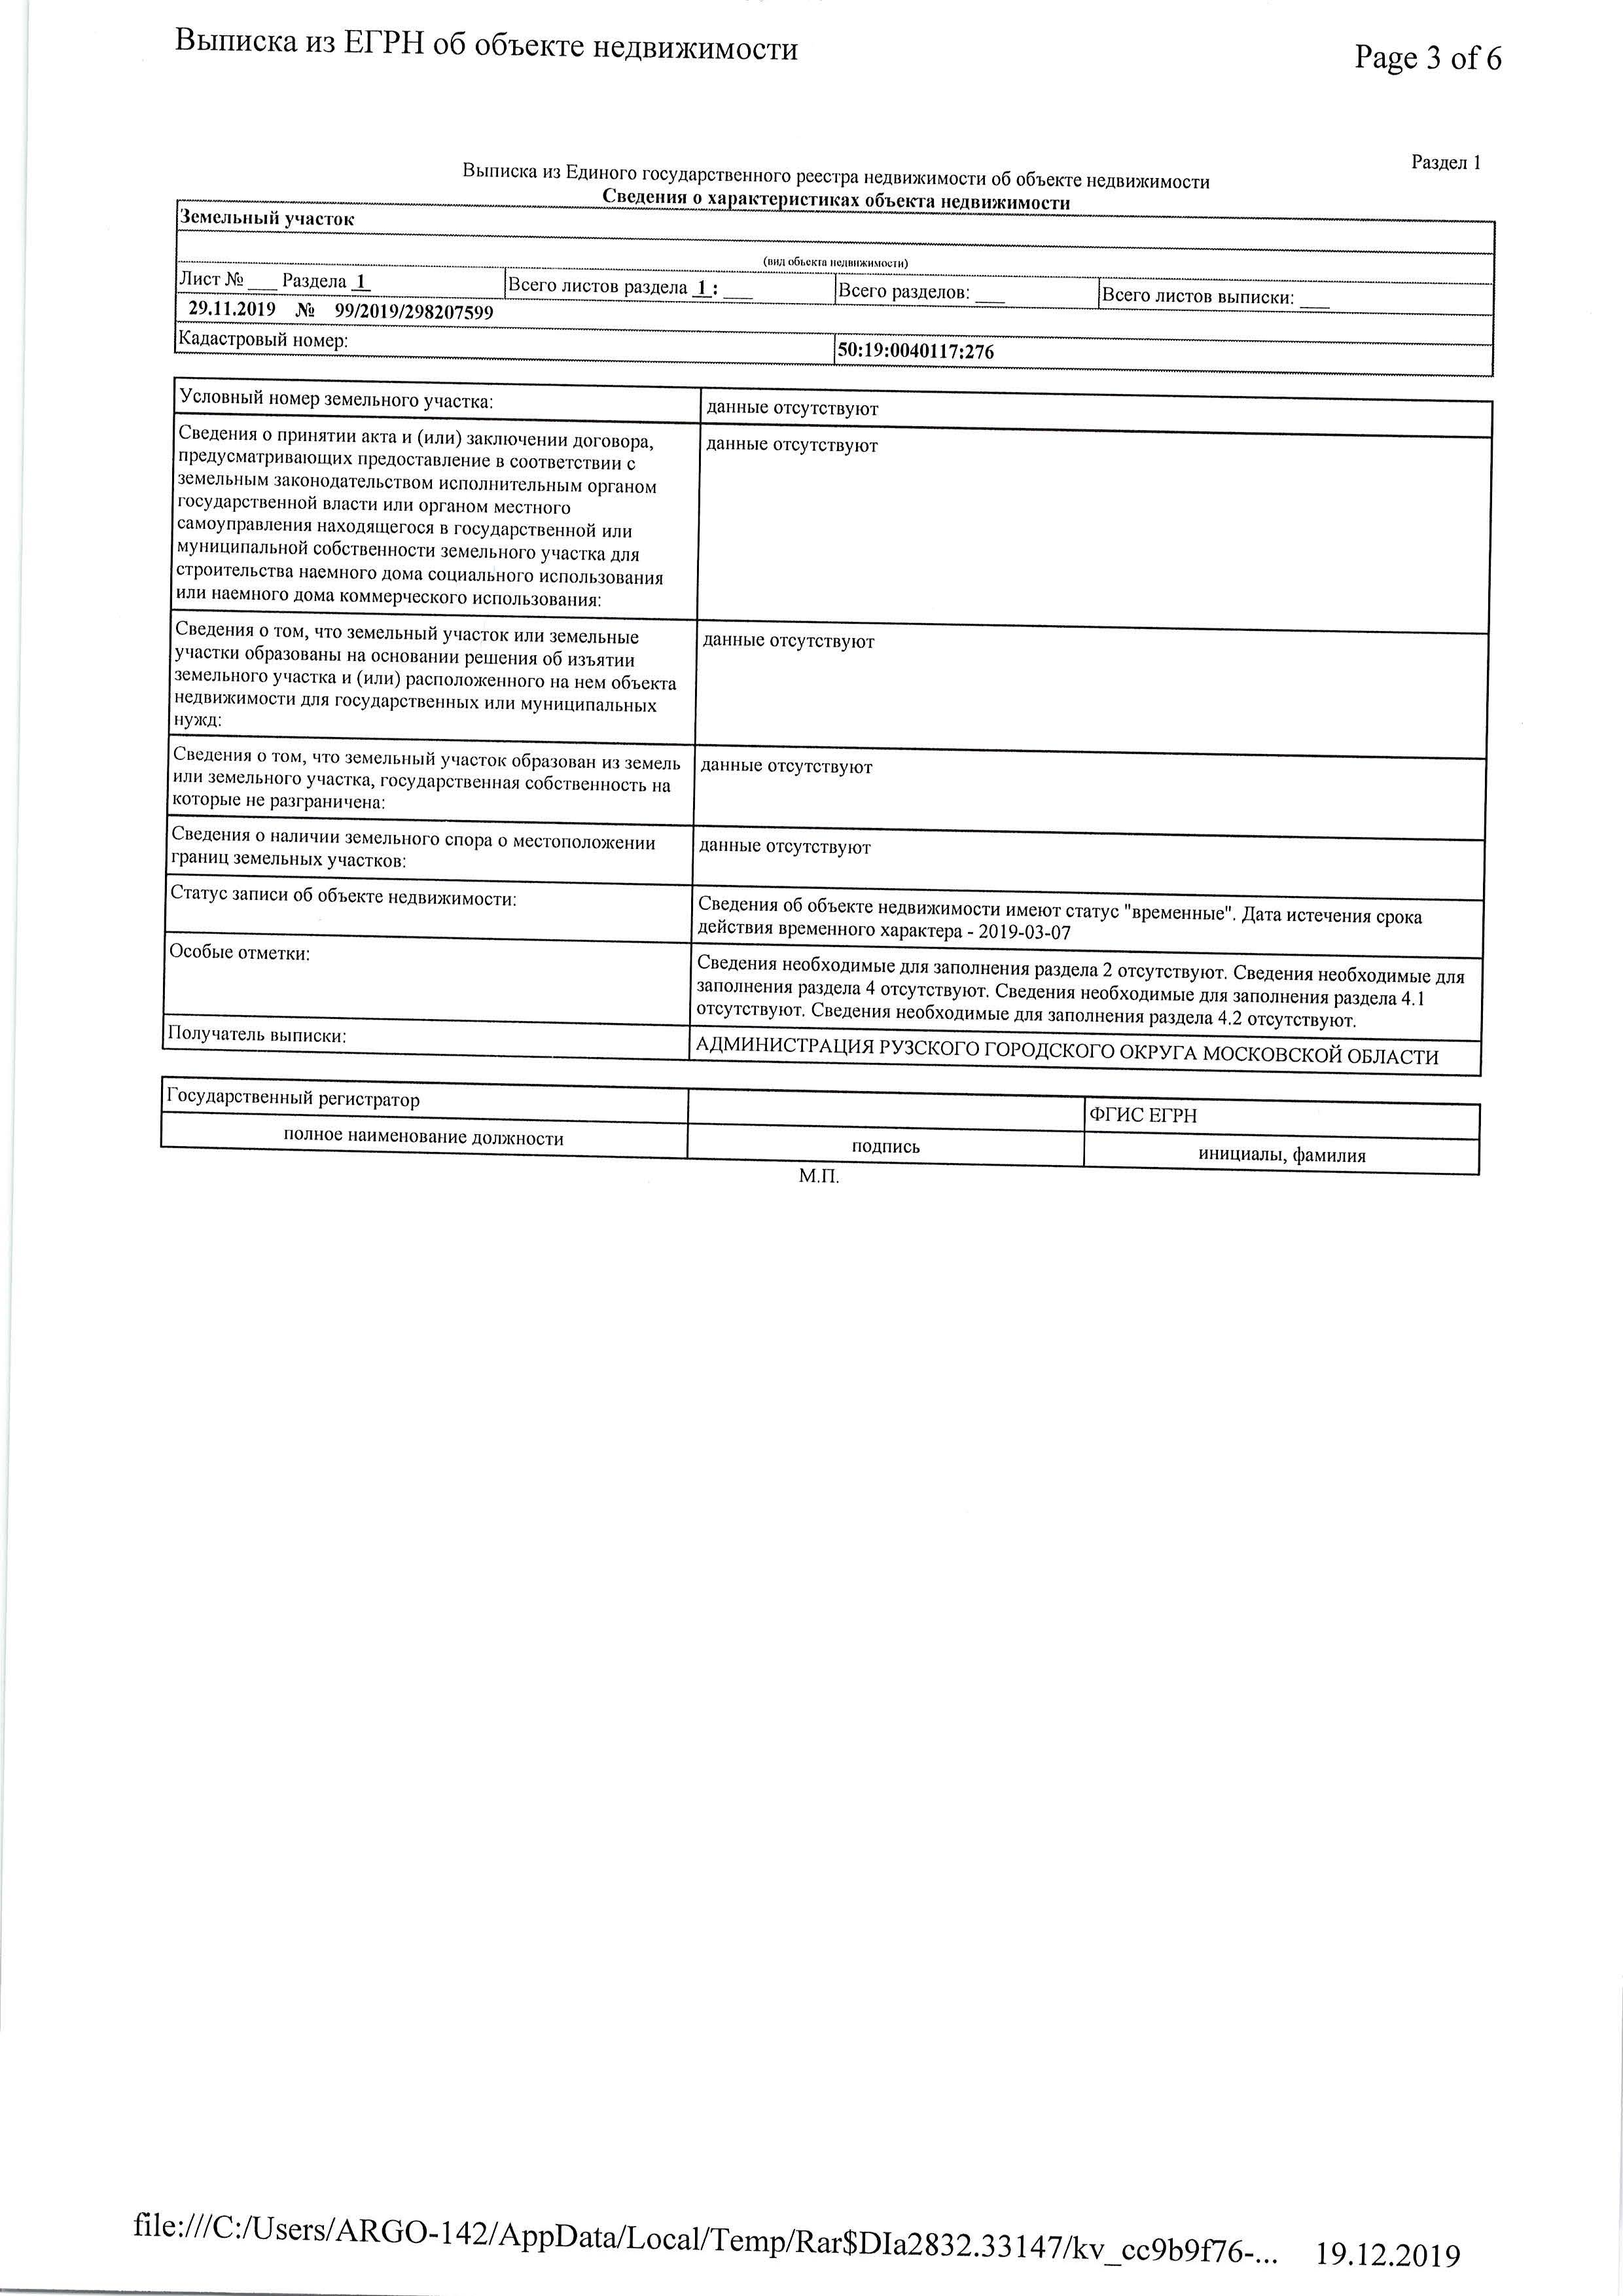 Выписка из ЕГРН об объекте недвижимости
Page 3 of 6
Раздел 1
Выписка из Единого государственного реестра недвижимости об объекте недвижимости
Сведения о характеристиках объекта недвижимости
Земельный участок
(вид объекта недвижимости)
Лист № ___ Раздела 1
Всего листов раздела 1 : ___
Всего разделов: ___
Всего листов выписки: ___
29.11.2019 № 99/2019/298207599
Кадастровый номер:
50:19:0040117:276
Условный номер земельного участка:
данные отсутствуют
Сведения о принятии акта и (или) заключении договора,
предусматривающих предоставление в соответствии с
земельным законодательством исполнительным органом
государственной власти или органом местного
самоуправления находящегося в государственной или
муниципальной собственности земельного участка для
строительства наемного дома социального использования
или наемного дома коммерческого использования:
данные отсутствуют
Сведения о том, что земельный участок или земельные
участки образованы на основании решения об изъятии
земельного участка и (или) расположенного на нем объекта
недвижимости для государственных или муниципальных
нужд:
данные отсутствуют
Сведения о том, что земельный участок образован из земель
или земельного участка, государственная собственность на
которые не разграничена:
данные отсутствуют
Сведения о наличии земельного спора о местоположении
границ земельных участков:
данные отсутствуют
Статус записи об объекте недвижимости:
Сведения об объекте недвижимости имеют статус "временные". Дата истечения срока
действия временного характера - 2019-03-07
Особые отметки:
Сведения необходимые для заполнения раздела 2 отсутствуют. Сведения необходимые для
заполнения раздела 4 отсутствуют. Сведения необходимые для заполнения раздела 4.1
отсутствуют. Сведения необходимые для заполнения раздела 4.2 отсутствуют.
Получатель выписки:
АДМИНИСТРАЦИЯ РУЗСКОГО ГОРОДСКОГО ОКРУГА МОСКОВСКОЙ ОБЛАСТИ
Государственный регистратор
ФГИС ЕГРН
полное наименование должности
подпись
инициалы, фамилия
М.П.
file:///C:/Users/ARGO-142/AppData/Local/Temp/Rar$DIa2832.33147/kv_cc9b9f76-...
19.12.2019